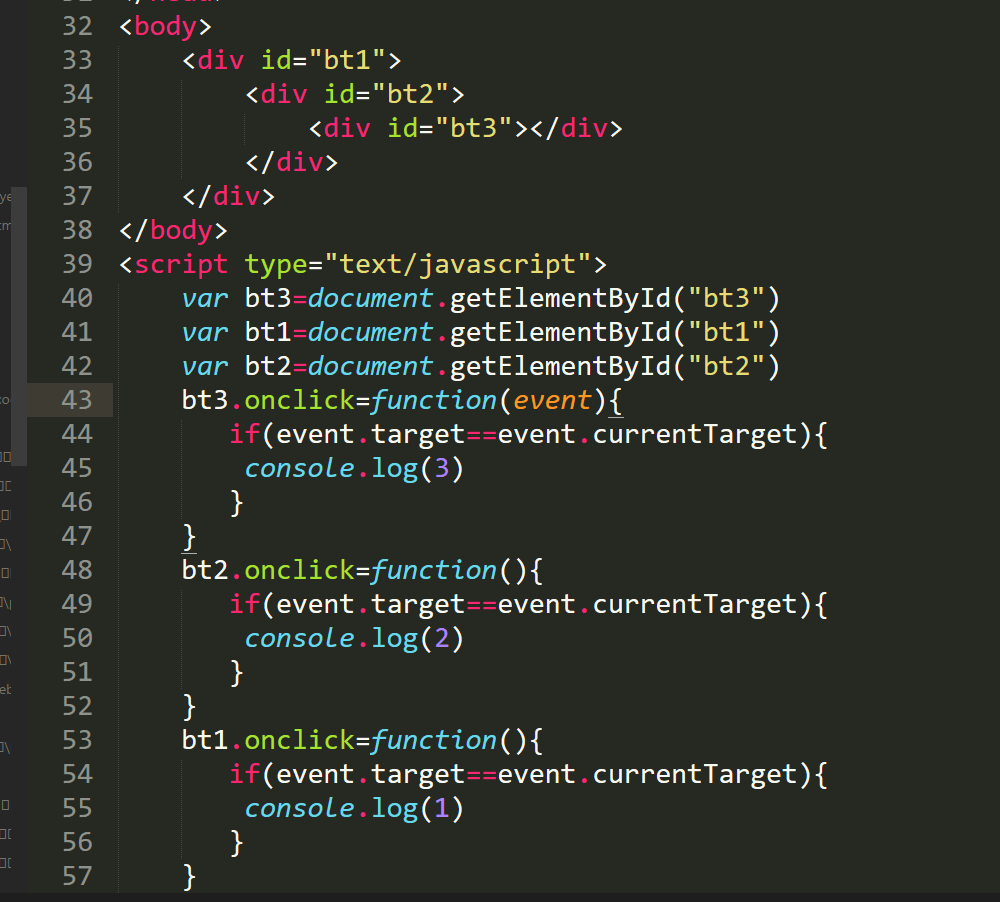 32 <body>
33     <div id="bt1">
34         <div id="bt2">
35             <div id="bt3"></div>
36         </div>
37     </div>
38 </body>
39 <script type="text/javascript">
40     var bt3=document.getElementById("bt3")
41     var bt1=document.getElementById("bt1")
42     var bt2=document.getElementById("bt2")
43     bt3.onclick=function(event){
44        if(event.target==event.currentTarget){
45         console.log(3)
46        }
47     }
48     bt2.onclick=function(){
49        if(event.target==event.currentTarget){
50         console.log(2)
51        }
52     }
53     bt1.onclick=function(){
54        if(event.target==event.currentTarget){
55         console.log(1)
56        }
57     }